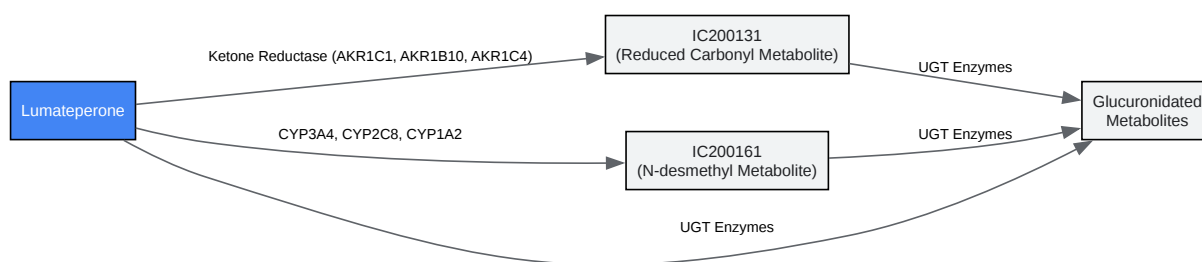 Lumateperone
Ketone Reductase (AKR1C1, AKR1B10, AKR1C4)
IC200131
(Reduced Carbonyl Metabolite)
UGT Enzymes
CYP3A4, CYP2C8, CYP1A2
IC200161
(N-desmethyl Metabolite)
UGT Enzymes
UGT Enzymes
Glucuronidated
Metabolites